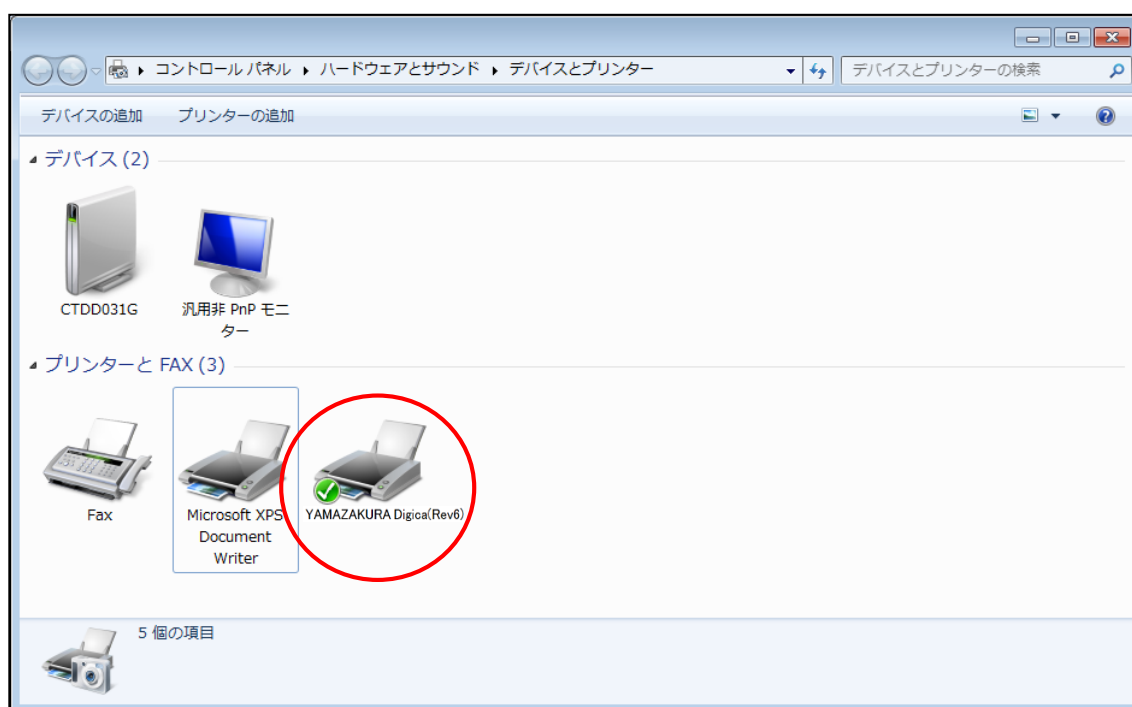 コントロール パネル ハードウェアとサウンド デバイスとプリンター デバイスとプリンターの検索
デバイスの追加 プリンターの追加
デバイス (2)
CTDD031G
汎用非 PnP モニ
ター
プリンターと FAX (3)
Fax
Microsoft XPS
Document
Writer
YAMAZAKURA Digica(Rev6)
5 個の項目